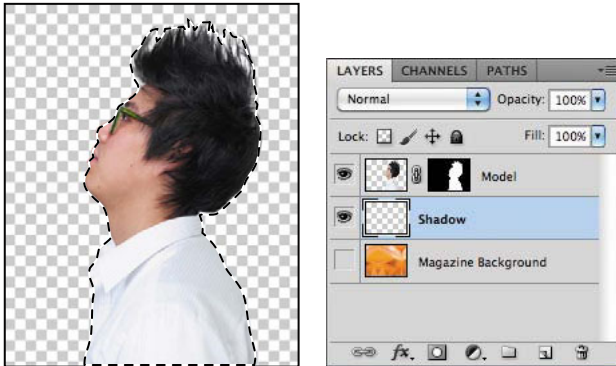 LAYERS CHANNELS PATHS
Normal Opacity: 100%
Lock: Fill: 100%
Model
Shadow
Magazine Background
fx.